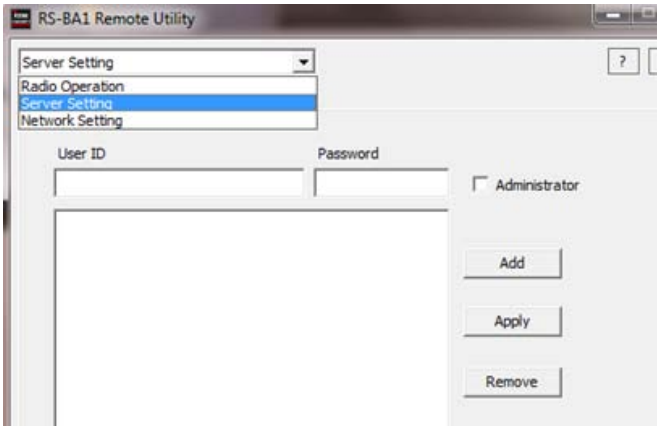 RS-BA1 Remote Utility
Server Setting
?
Radio Operation
Server Setting
Network Setting
User ID Password
Administrator
Add
Apply
Remove